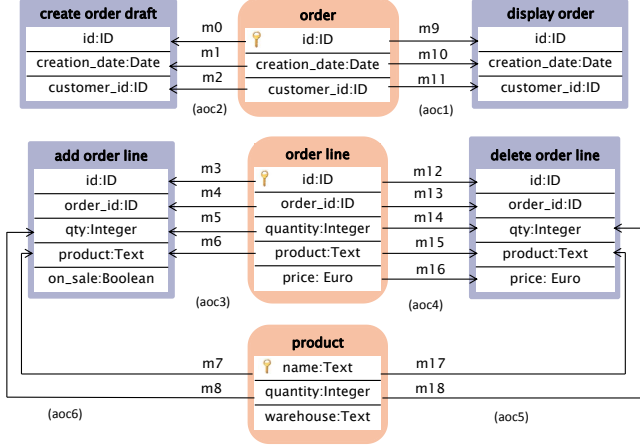 create order draft m0 order m9 display order
id:ID id:ID id:ID
m1 m10
creation_date:Date creation_date:Date creation_date:Date
m2 m11
customer_id:ID customer_id:ID customer_id:ID
(aoc2) (aoc1)
add order line m3 order line m12 delete order line
id:ID id:ID id:ID
m4 m13
order_id:ID order_id:ID order_id:ID
m5 m14
qty:Integer quantity:Integer qty:Integer
m6 m15
product:Text product:Text product:Text
m16
on_sale:Boolean price: Euro price: Euro
(aoc3) (aoc4)
product
m7 name:Text m17
m8 quantity:Integer m18
(aoc6) warehouse:Text (aoc5)